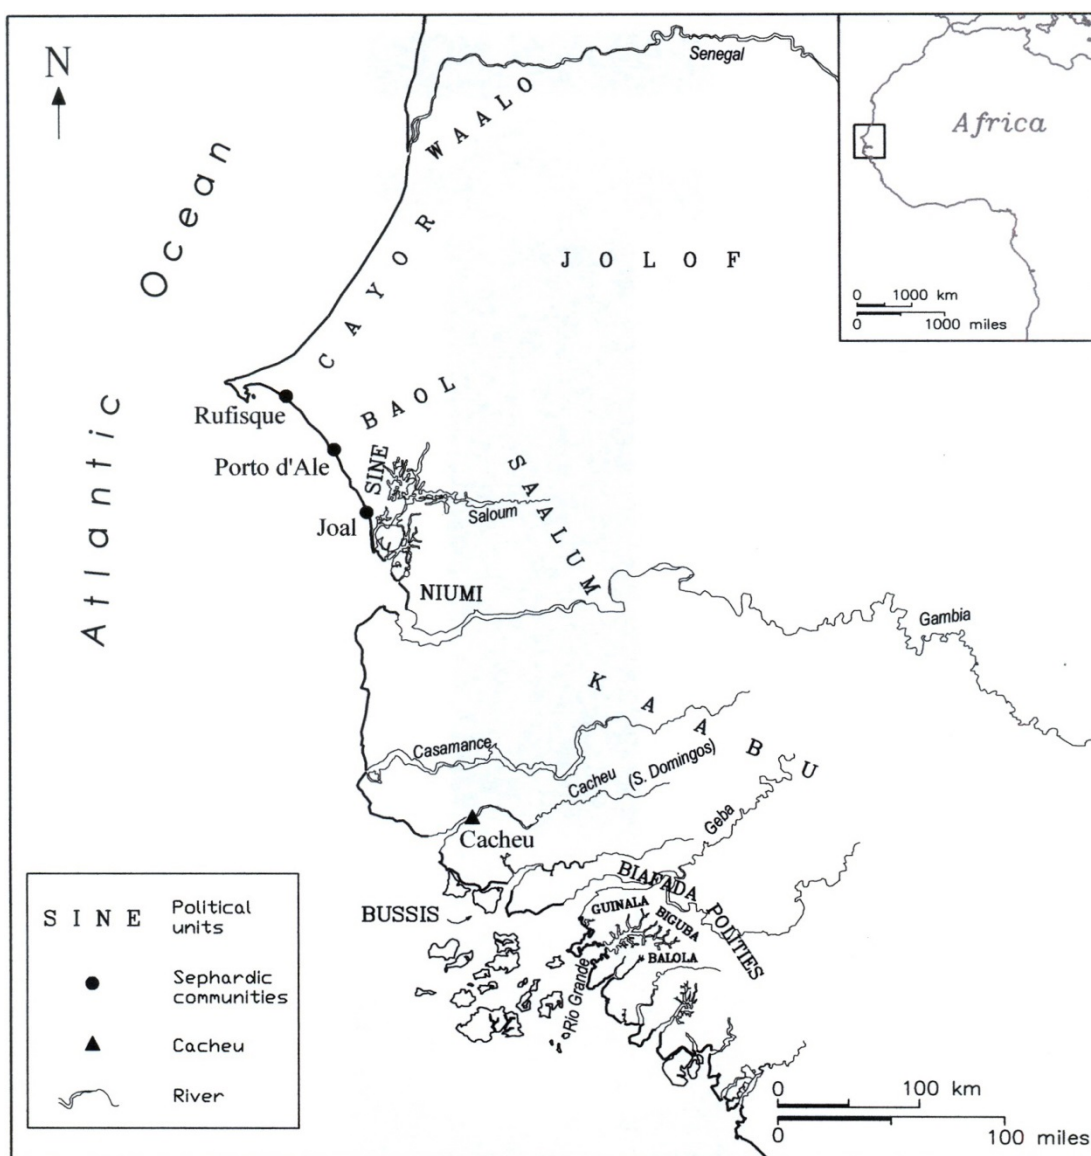 N
Senegal
WAALO
Africa
Atlantic Ocean
CAYOR
JOLOF
0 1000 km
0 1000 miles
BAOL
Rufisque
Porto d'Ale
SINE
SAALUM
Joal
Saloum
NIUMI
Gambia
KAABU
Casamance
Cacheu (S. Domingos)
Cacheu
Geba
BIAFADA PONTIES
BUSSIS
GUINALA
BIGUBA
BALOLA
Rio Grande
SINE Political
units
Sephardic
communities
Cacheu
River
0 100 km
0 100 miles